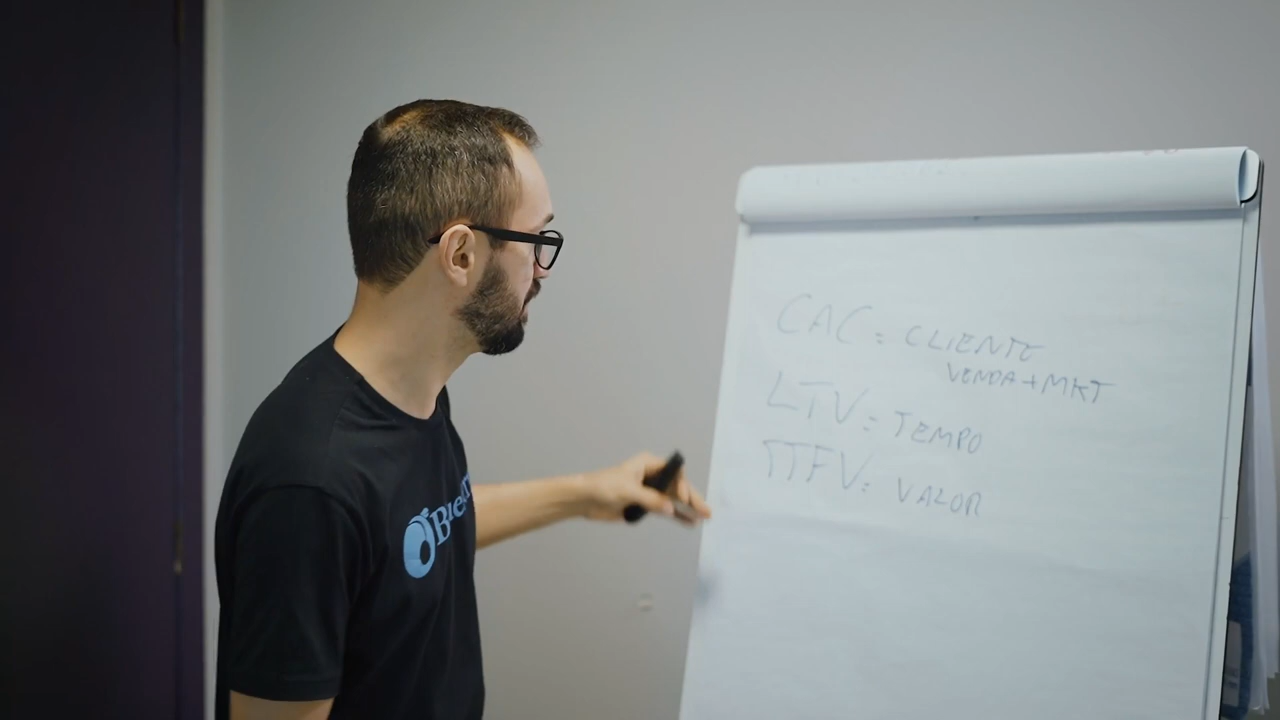 CAC = CLIENTE
VENDA + MKT
LTV = TEMPO
TTFV = VALOR